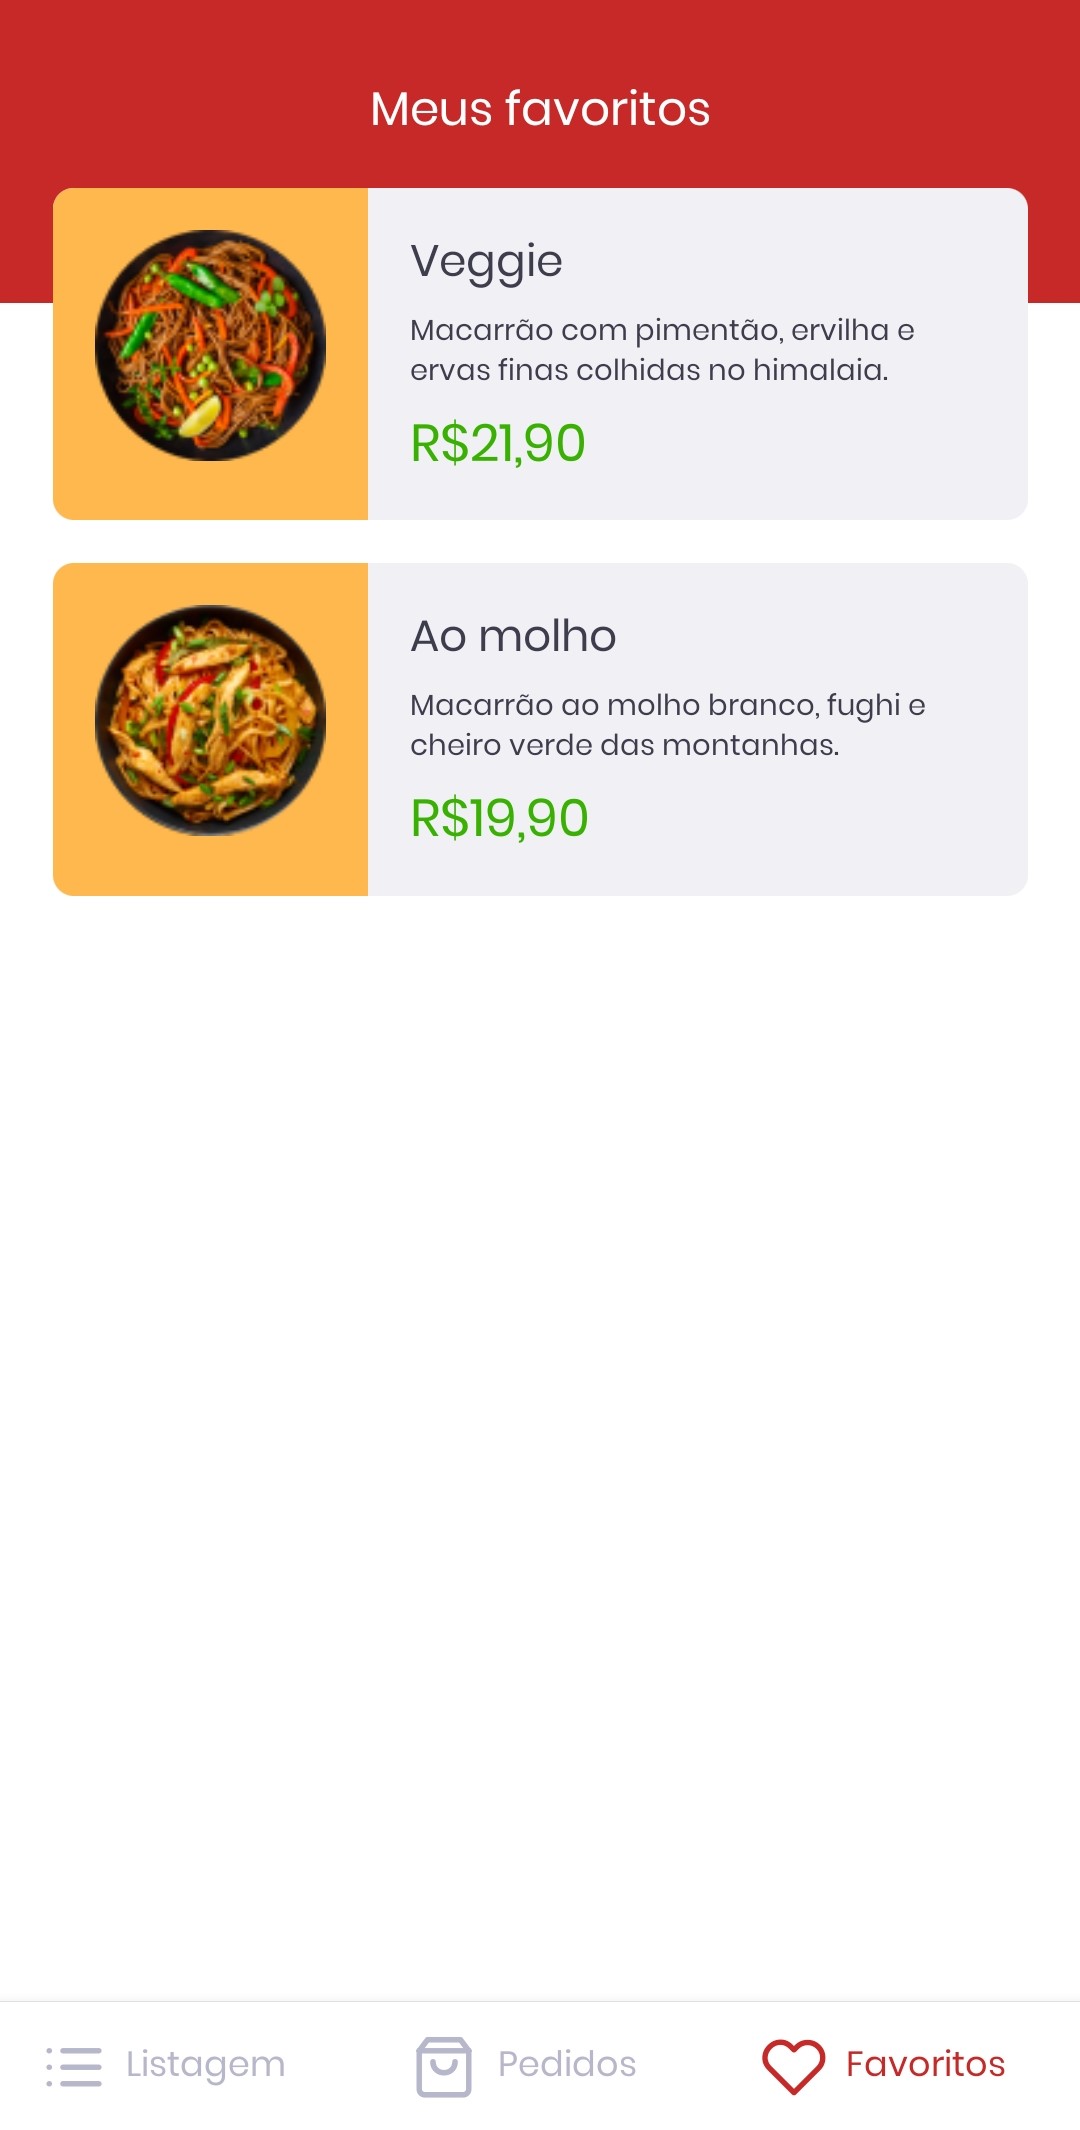 Meus favoritos
Veggie
Macarrão com pimentão, ervilha e
ervas finas colhidas no himalaia.
R$21,90
Ao molho
Macarrão ao molho branco, fughi e
cheiro verde das montanhas.
R$19,90
Listagem
Pedidos
Favoritos